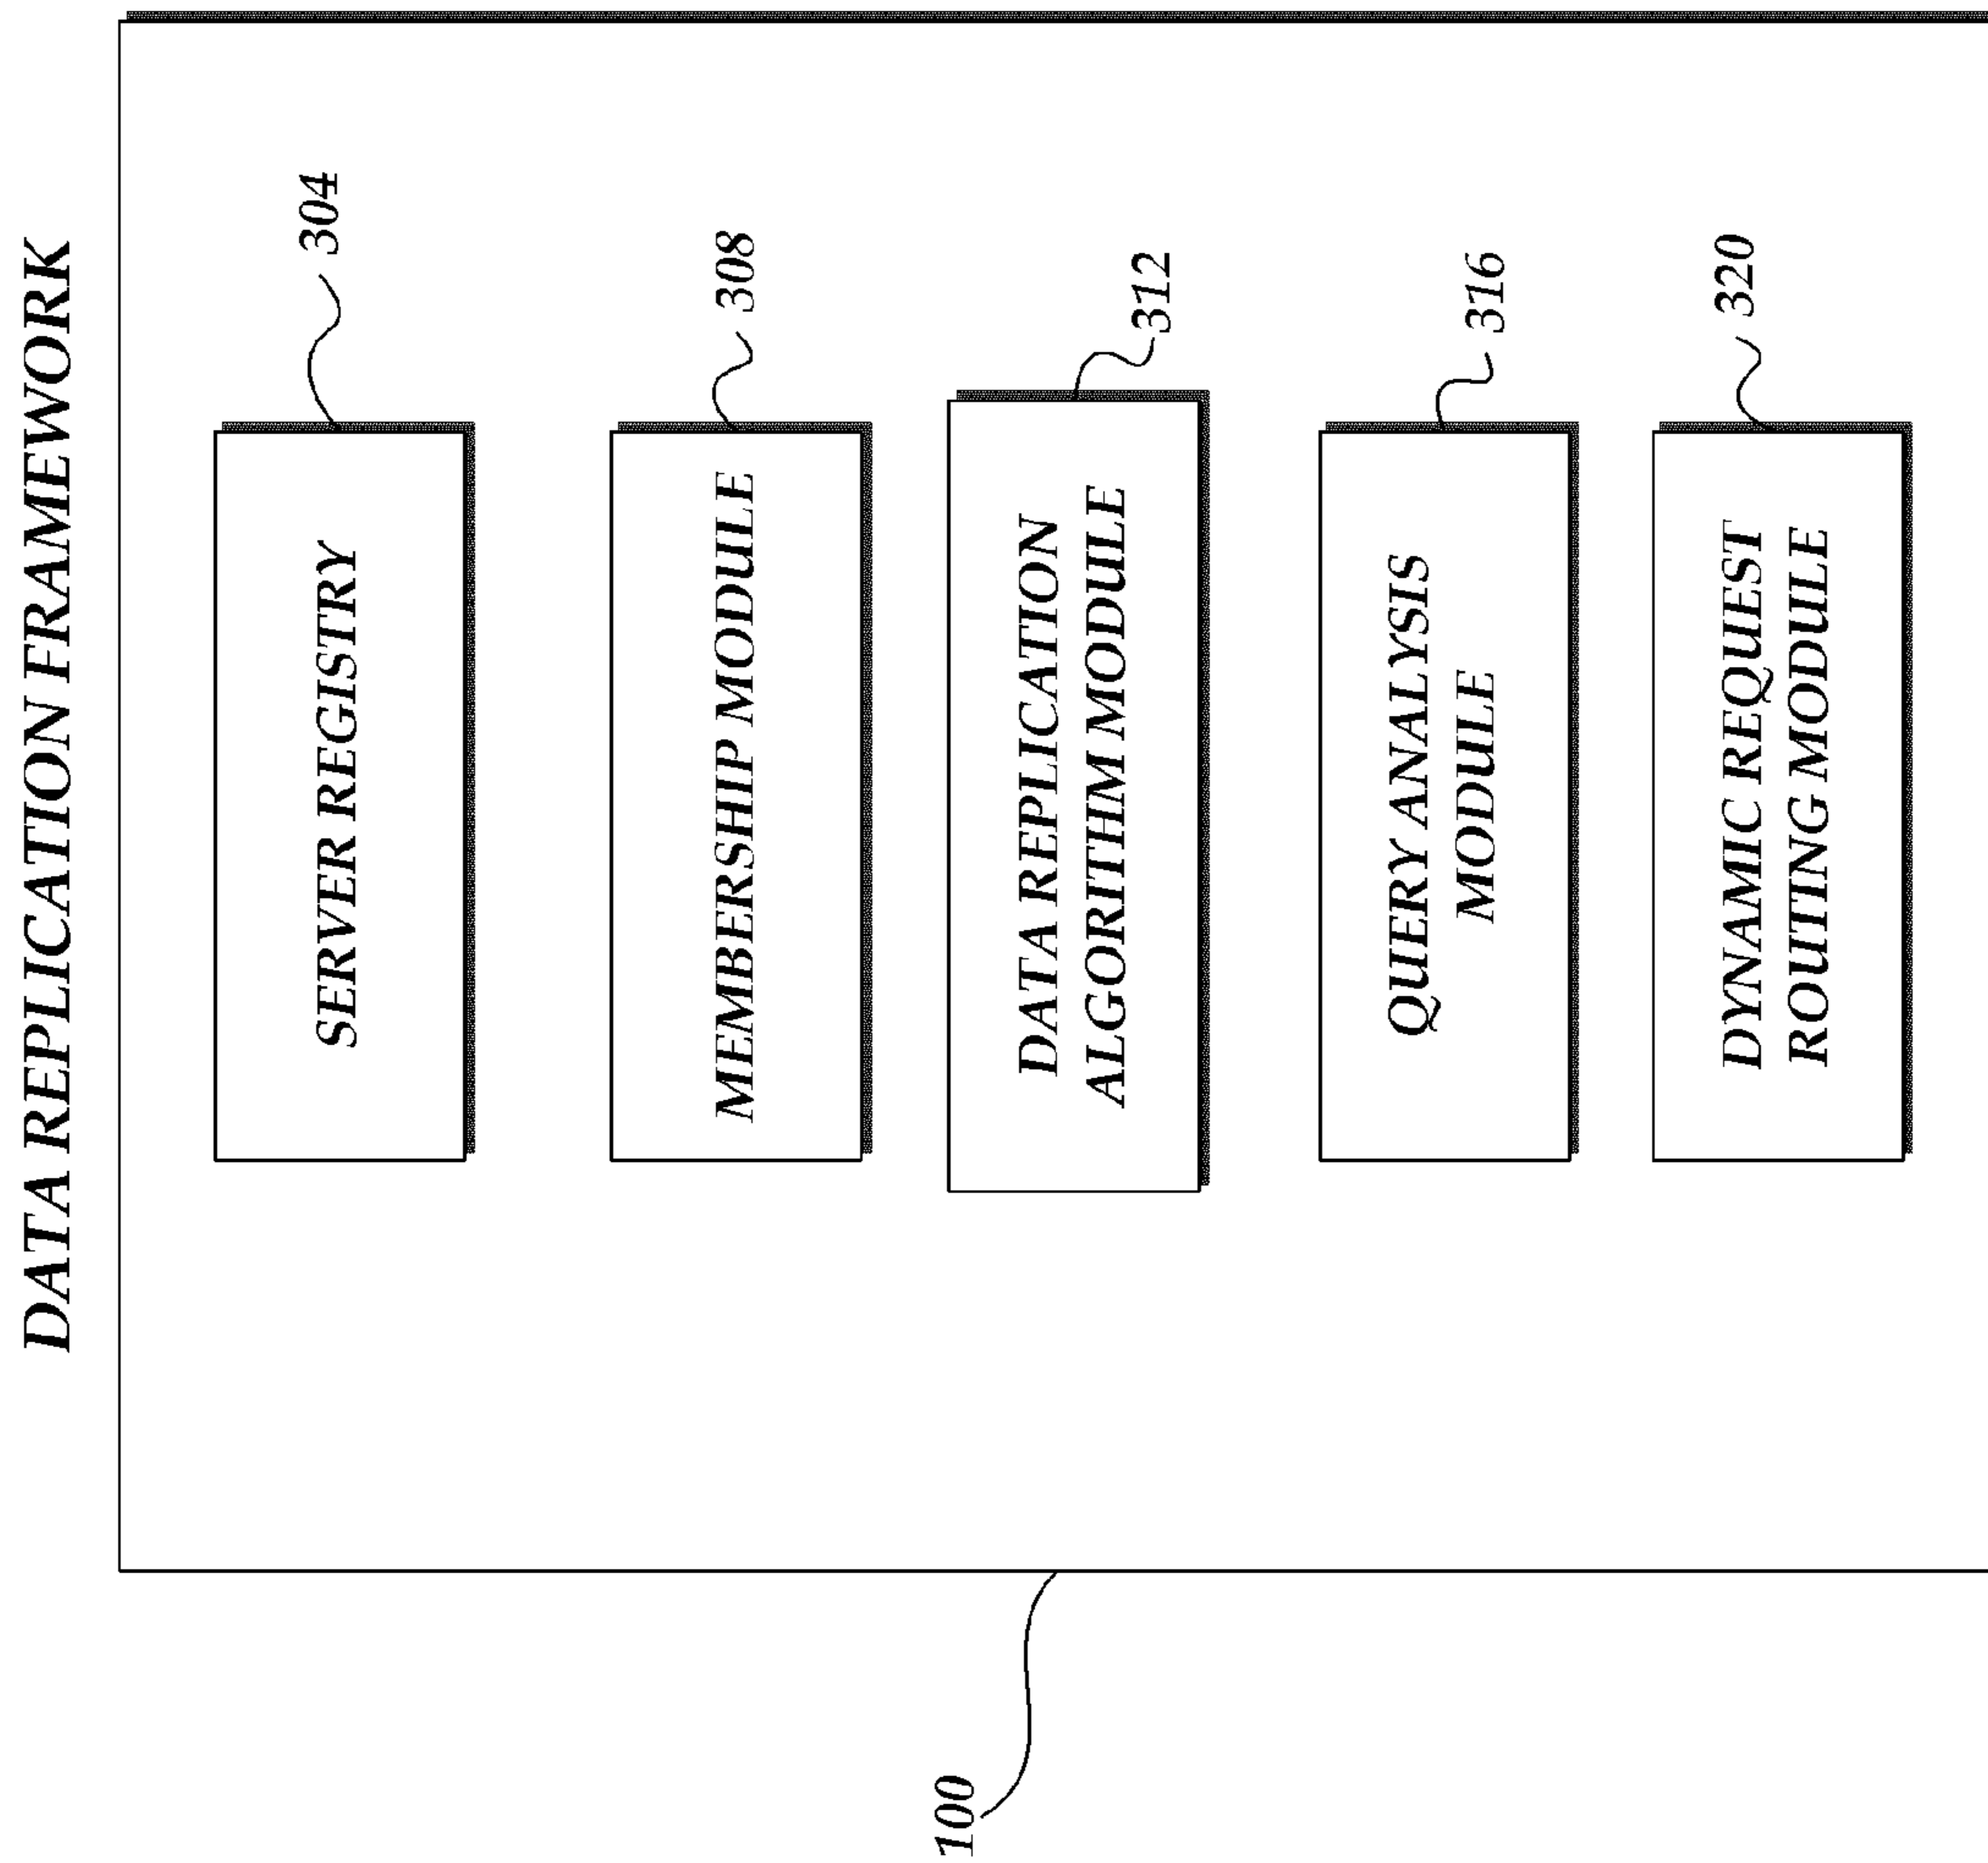 DATA REPLICATION FRAMEWORK
304
SERVER REGISTRY
308
MEMBERSHIP MODULE
312
DATA REPLICATION
ALGORITHM MODULE
316
QUERY ANALYSIS
MODULE
320
DYNAMIC REQUEST
ROUTING MODULE
100